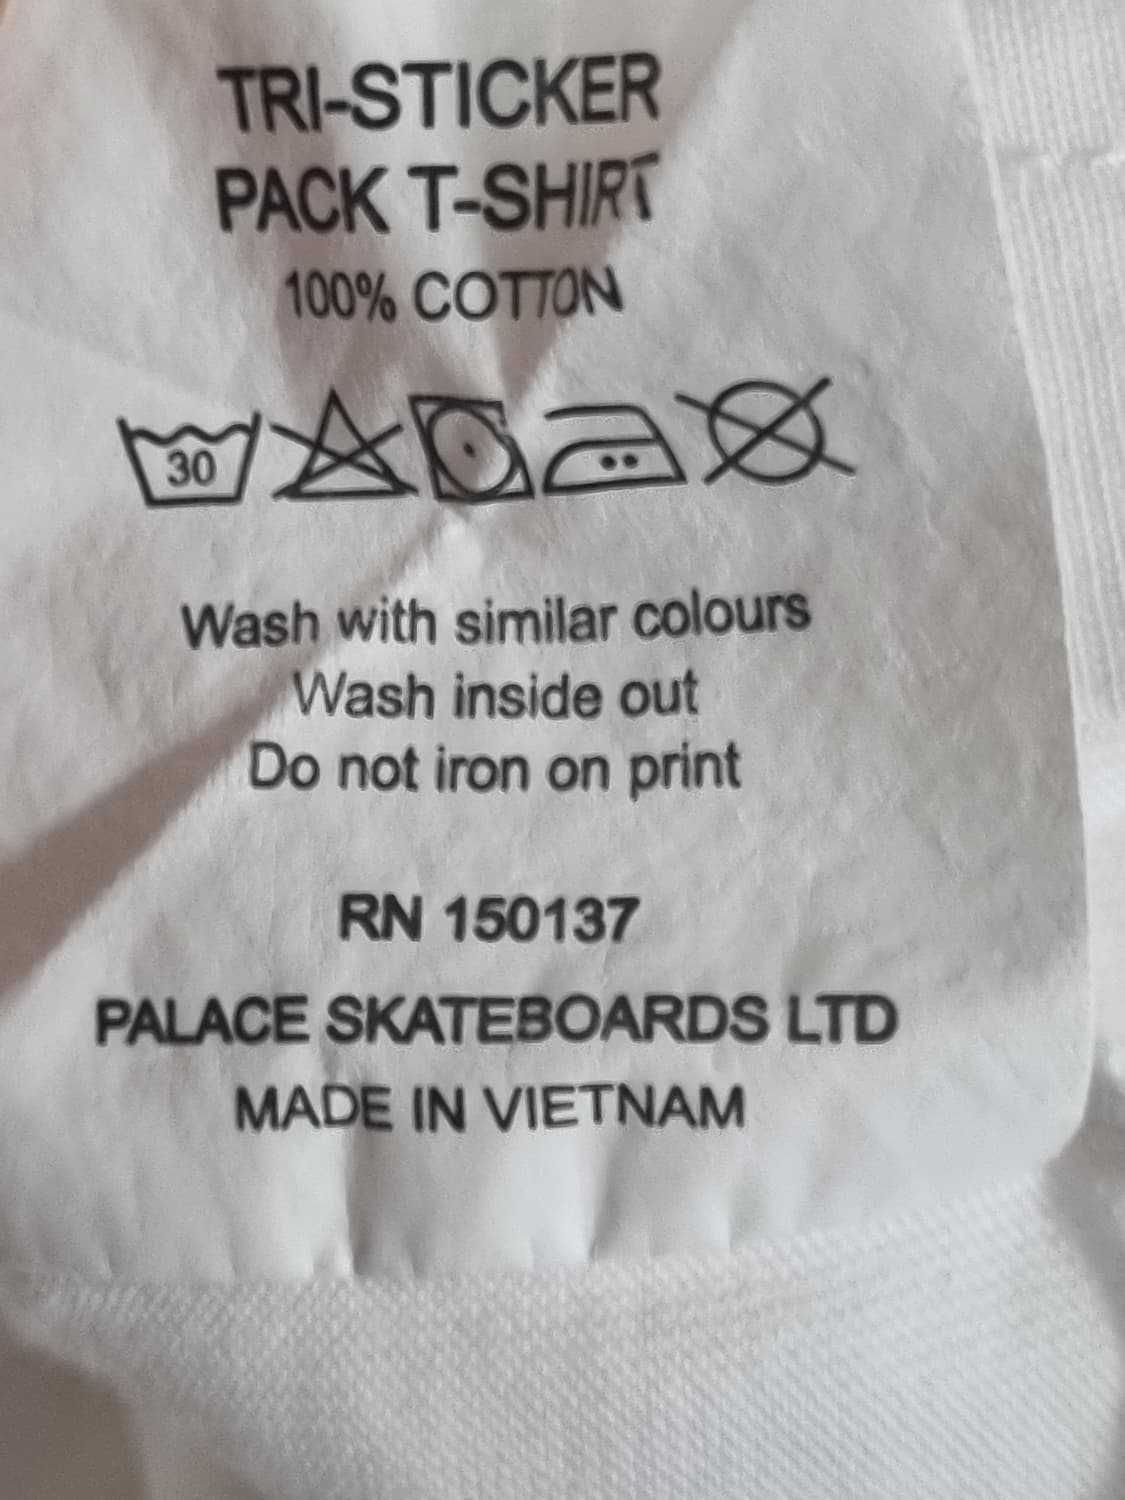 TRI-STICKER
PACK T-SHIRT
100% COTTON
30
Wash with similar colours
Wash inside out
Do not iron on print
RN 150137
PALACE SKATEBOARDS LTD
MADE IN VIETNAM